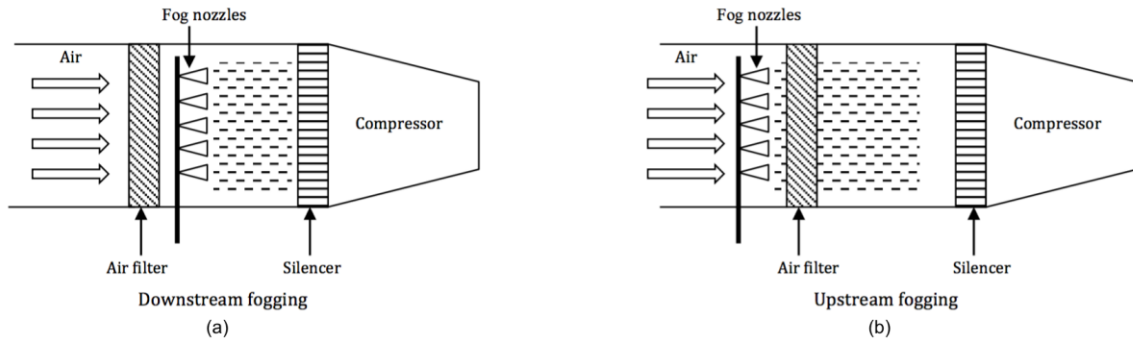 Fog nozzles
Air
Compressor
Air filter
Silencer
Downstream fogging
(a)
Fog nozzles
Air
Compressor
Air filter
Silencer
Upstream fogging
(b)